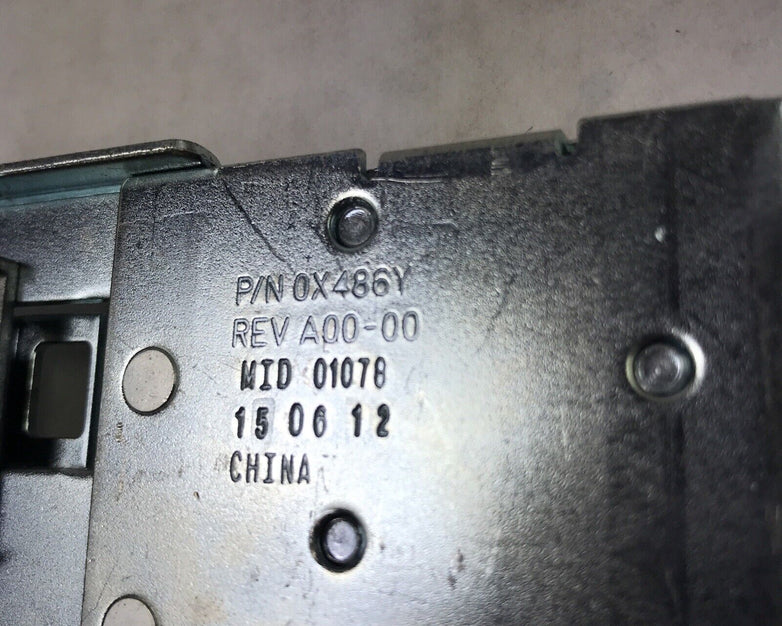 P/N 0X486Y
REV A00-00
MID 01078
15 06 12
CHINA